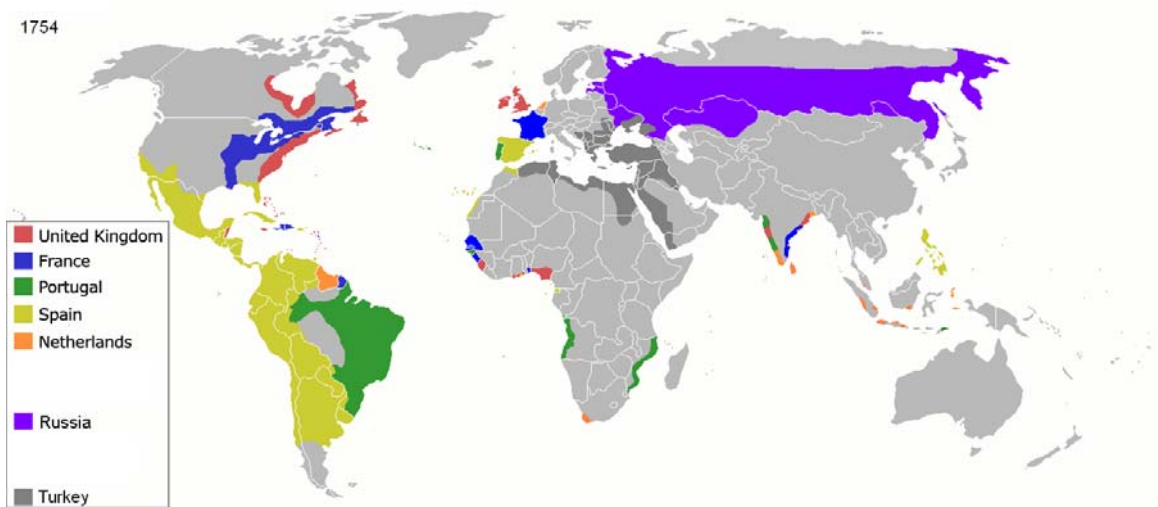 1754
United Kingdom
France
Portugal
Spain
Netherlands
Russia
Turkey